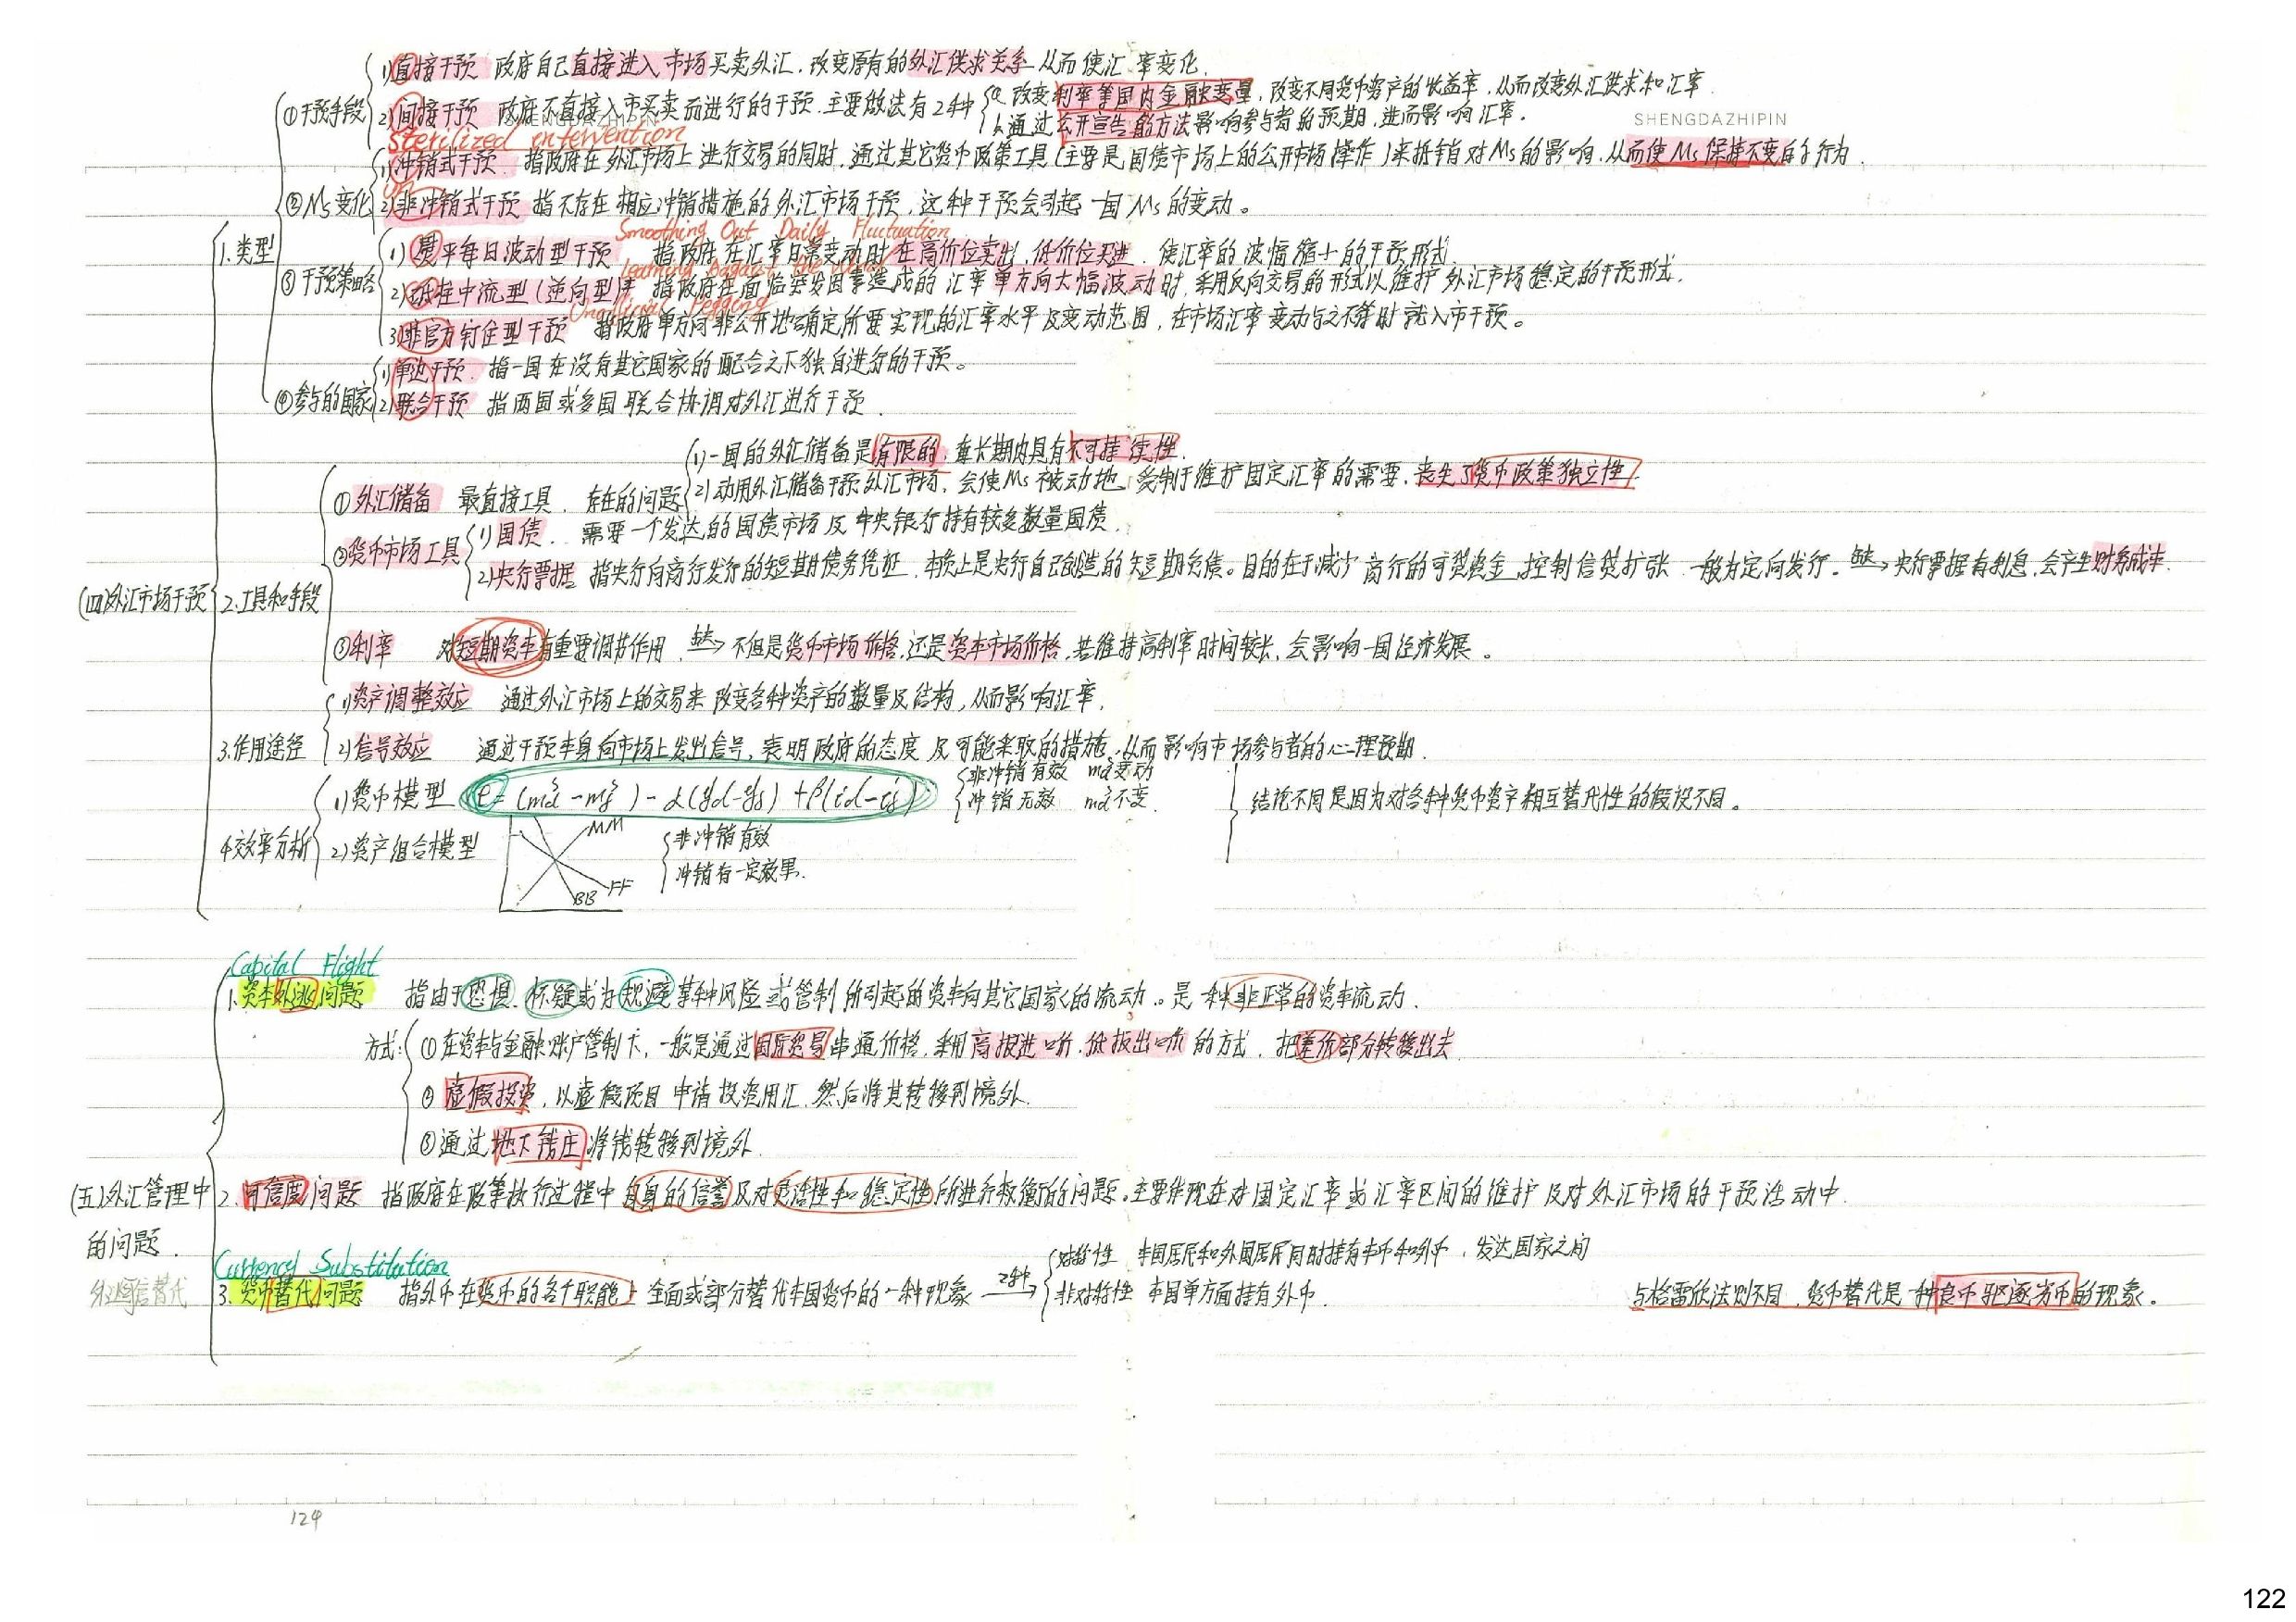 1) 直接干预 政府自己直接进入市场买卖外汇，改变原有的外汇供求关系从而使汇率变化.
① 干预手段
2) 间接干预 政府不直接入市买卖而进行的干预.主要做法有2种
a. 改变利率等国内金融变量，改变不同货币资产的收益率，从而改变外汇供求和汇率.
b. 通过公开宣告的方法影响参与者的预期，进而影响汇率.
SHENGDAZHIPIN
SHENGDAZHIPIN
Sterilized intervention
1) 冲销式干预 指政府在外汇市场上进行交易的同时，通过其它货币政策工具(主要是国债市场上的公开市场操作)来抵销对Ms的影响，从而使Ms保持不变的行为.
② Ms变化
un
2) 非冲销式干预 指不存在相应冲销措施的外汇市场干预，这种干预会引起一国Ms的变动。
1. 类型
Smoothing Out Daily Fluctuation
1) 熨平每日波动型干预 指政府在汇率日常变动时在高价位卖出，低价位买进，使汇率的波幅缩小的干预形式.
③ 干预策略
2) 砥柱中流型(逆向型) 指政府在面临突发因素造成的汇率单方向大幅波动时，采用反向交易的形式以维护外汇市场稳定的干预形式.
Unofficial Pegging
3) 非官方钉住型干预 指政府单方向非公开地确定所要实现的汇率水平及变动范围，在市场汇率变动与之不符时就入市干预。
1) 单边干预 指一国在没有其它国家的配合之下独自进行的干预。
④ 参与的国家
2) 联合干预 指两国或多国联合协调对外汇进行干预.
1) 一国的外汇储备是有限的，在长期内具有不可持续性.
① 外汇储备 最直接工具. 存在的问题
2) 动用外汇储备干预外汇市场，会使Ms被动地受制于维护固定汇率的需要，丧失了货币政策独立性.
1) 国债. 需要一个发达的国债市场及中央银行持有较多数量国债.
② 货币市场工具
2) 央行票据 指央行向商行发行的短期债务凭证，本质上是央行自己创造的短期负债。目的在于减少商行的可贷资金，控制信贷扩张，一般为定向发行。缺点→央行票据有利息，会产生财务成本.
(四) 外汇市场干预
2. 工具和手段
③ 利率 对短期资本有重要调节作用 缺点→不但是货币市场价格，还是资本市场价格，若维持高利率时间较长，会影响一国经济发展。
1) 资产调整效应 通过外汇市场上的交易来改变各种资产的数量及结构，从而影响汇率.
3. 作用途径
2) 信号效应 通过干预本身向市场上发出信号，表明政府的态度及可能采取的措施，从而影响市场参与者的心理预期.
1) 货币模型 e=(md^s-mf^s)-α(yd-yf)+β(id-if)
非冲销有效 md^s变动
冲销无效 md^s不变.
结论不同是因为对各种货币资产相互替代性的假设不同。
4. 效率分析
2) 资产组合模型
MM
FF
BB
非冲销有效
冲销有一定效果.
Capital Flight
1. 资本外逃问题 指由于恐惧、怀疑或为规避某种风险或管制所引起的资本向其它国家的流动。是一种非正常的资本流动.
方式: ① 在资本与金融账户管制下，一般是通过国际贸易串通价格，采用高报进口价，低报出口价的方式，把差价部分转移出去.
② 虚假投资，以虚假项目申请投资用汇，然后将其转移到境外.
③ 通过地下钱庄将钱转移到境外.
(五) 外汇管理中的问题.
2. 可信度问题 指政府在政策执行过程中自身的信誉及对灵活性和稳定性所进行权衡的问题。主要体现在对固定汇率或汇率区间的维护及对外汇市场的干预活动中.
Currency Substitution
3. 货币替代问题 指外币在货币的各个职能上全面或部分替代本国货币的一种现象 2种→
对称性 本国居民和外国居民同时持有本币和外币，发达国家之间
非对称性 本国单方面持有外币.
与格雷欣法则不同，货币替代是一种良币驱逐劣币的现象。
124
122